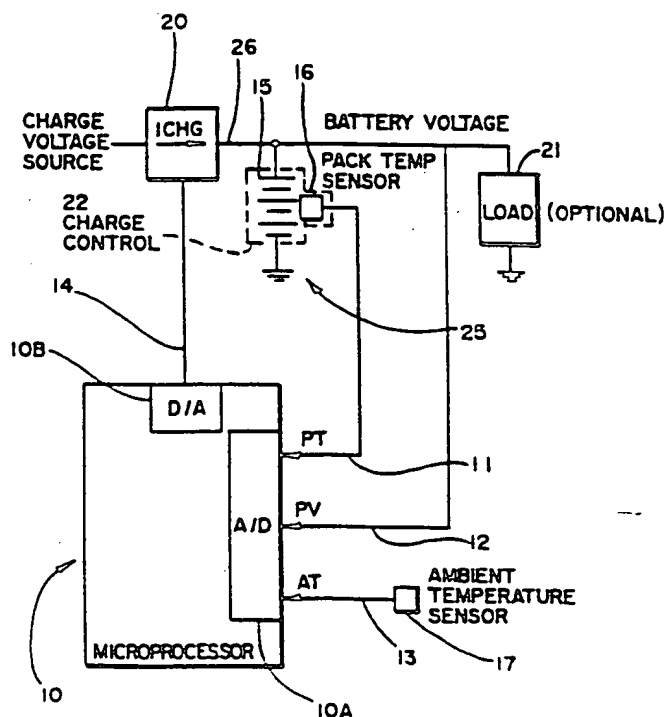 20
26
15
16
CHARGE
VOLTAGE
SOURCE
ICHG
BATTERY VOLTAGE
PACK TEMP
SENSOR
21
LOAD
(OPTIONAL)
22
CHARGE
CONTROL
25
14
10B
D/A
PT
11
A/D
PV
12
AT
AMBIENT
TEMPERATURE
SENSOR
13
17
MICROPROCESSOR
10
10A